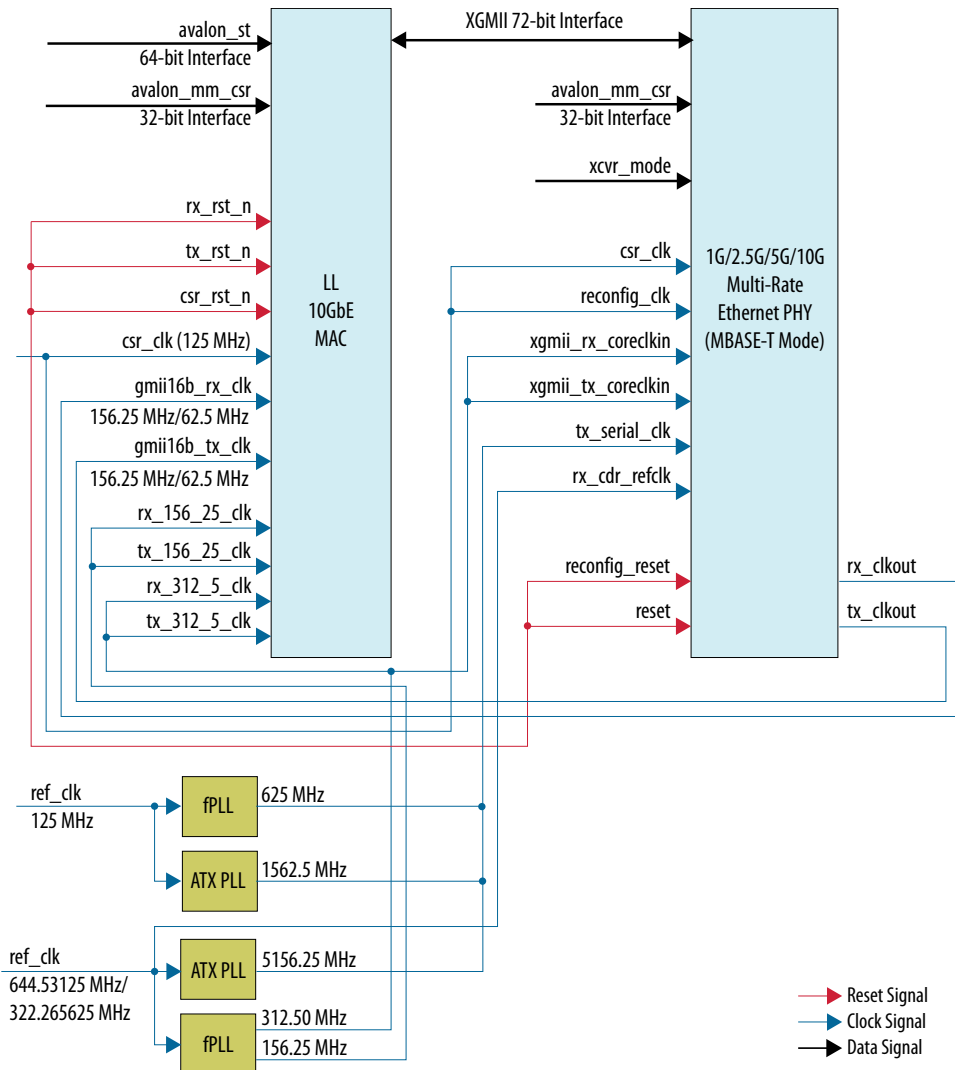 avalon_st
64-bit Interface
avalon_mm_csr
32-bit Interface
rx_rst_n
tx_rst_n
csr_rst_n
csr_clk (125 MHz)
gmii16b_rx_clk
156.25 MHz/62.5 MHz
gmii16b_tx_clk
156.25 MHz/62.5 MHz
rx_156_25_clk
tx_156_25_clk
rx_312_5_clk
tx_312_5_clk
LL
10GbE
MAC
XGMII 72-bit Interface
avalon_mm_csr
32-bit Interface
xcvr_mode
csr_clk
reconfig_clk
xgmii_rx_coreclkin
xgmii_tx_coreclkin
tx_serial_clk
rx_cdr_refclk
reconfig_reset
reset
1G/2.5G/5G/10G
Multi-Rate
Ethernet PHY
(MBASE-T Mode)
rx_clkout
tx_clkout
ref_clk
125 MHz
fPLL
625 MHz
ATX PLL
1562.5 MHz
ref_clk
644.53125 MHz/
322.265625 MHz
ATX PLL
5156.25 MHz
fPLL
312.50 MHz
156.25 MHz
Reset Signal
Clock Signal
Data Signal